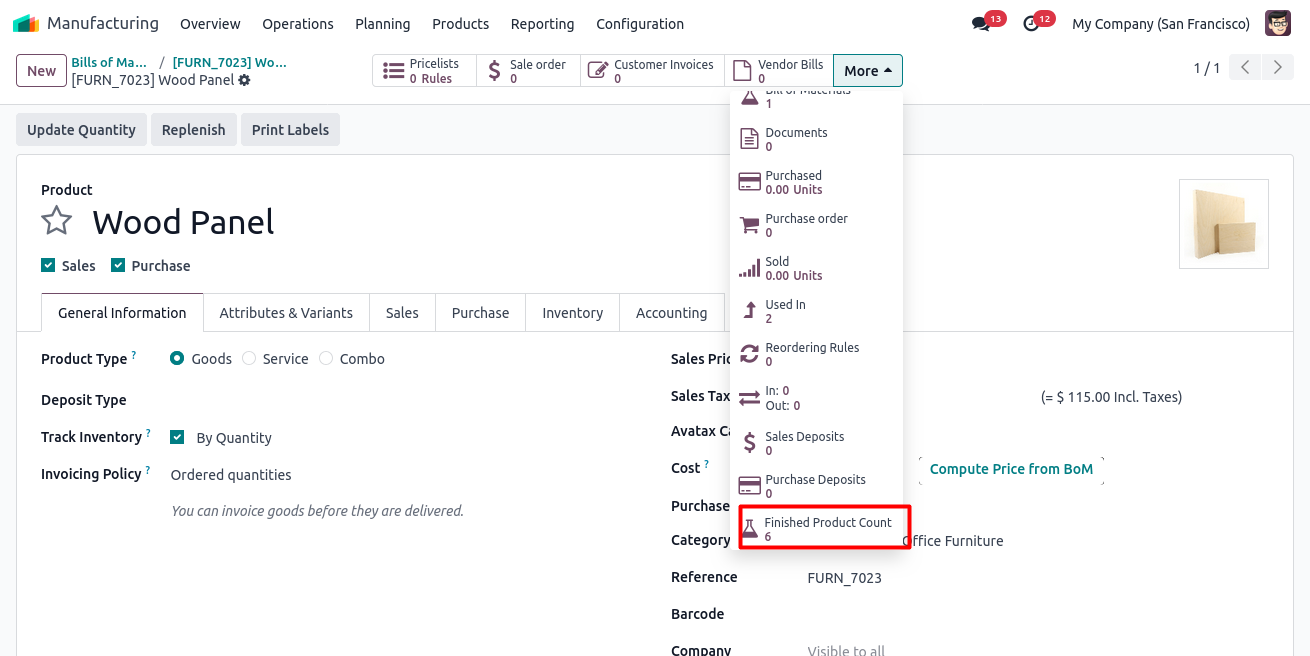 Manufacturing Overview Operations Planning Products Reporting Configuration 13 12 My Company (San Francisco)
New Bills of Ma... / [FURN_7023] Wo...
[FURN_7023] Wood Panel
Pricelists
0 Rules
Sale order
0
Customer Invoices
0
Vendor Bills
0
More
1 / 1
Bill of Materials
1
Documents
0
Purchased
0.00 Units
Purchase order
0
Sold
0.00 Units
Used In
2
Reordering Rules
0
In: 0
Out: 0
Sales Deposits
0
Purchase Deposits
0
Finished Product Count
6
Update Quantity Replenish Print Labels
Product
Wood Panel
Sales Purchase
General Information Attributes & Variants Sales Purchase Inventory Accounting
Product Type ? Goods Service Combo
Deposit Type
Track Inventory ? By Quantity
Invoicing Policy ? Ordered quantities
You can invoice goods before they are delivered.
Sales Pric
Sales Tax (= $ 115.00 Incl. Taxes)
Avatax Ca
Cost ? Compute Price from BoM
Purchase
Category Office Furniture
Reference FURN_7023
Barcode
Company Visible to all